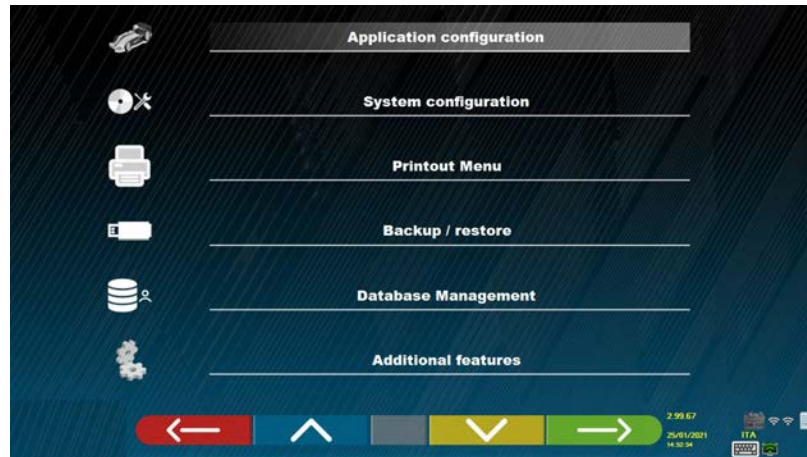 Application configuration
System configuration
Printout Menu
Backup / restore
Database Management
Additional features
2.99.67
25/01/2021
14:52:54
ITA